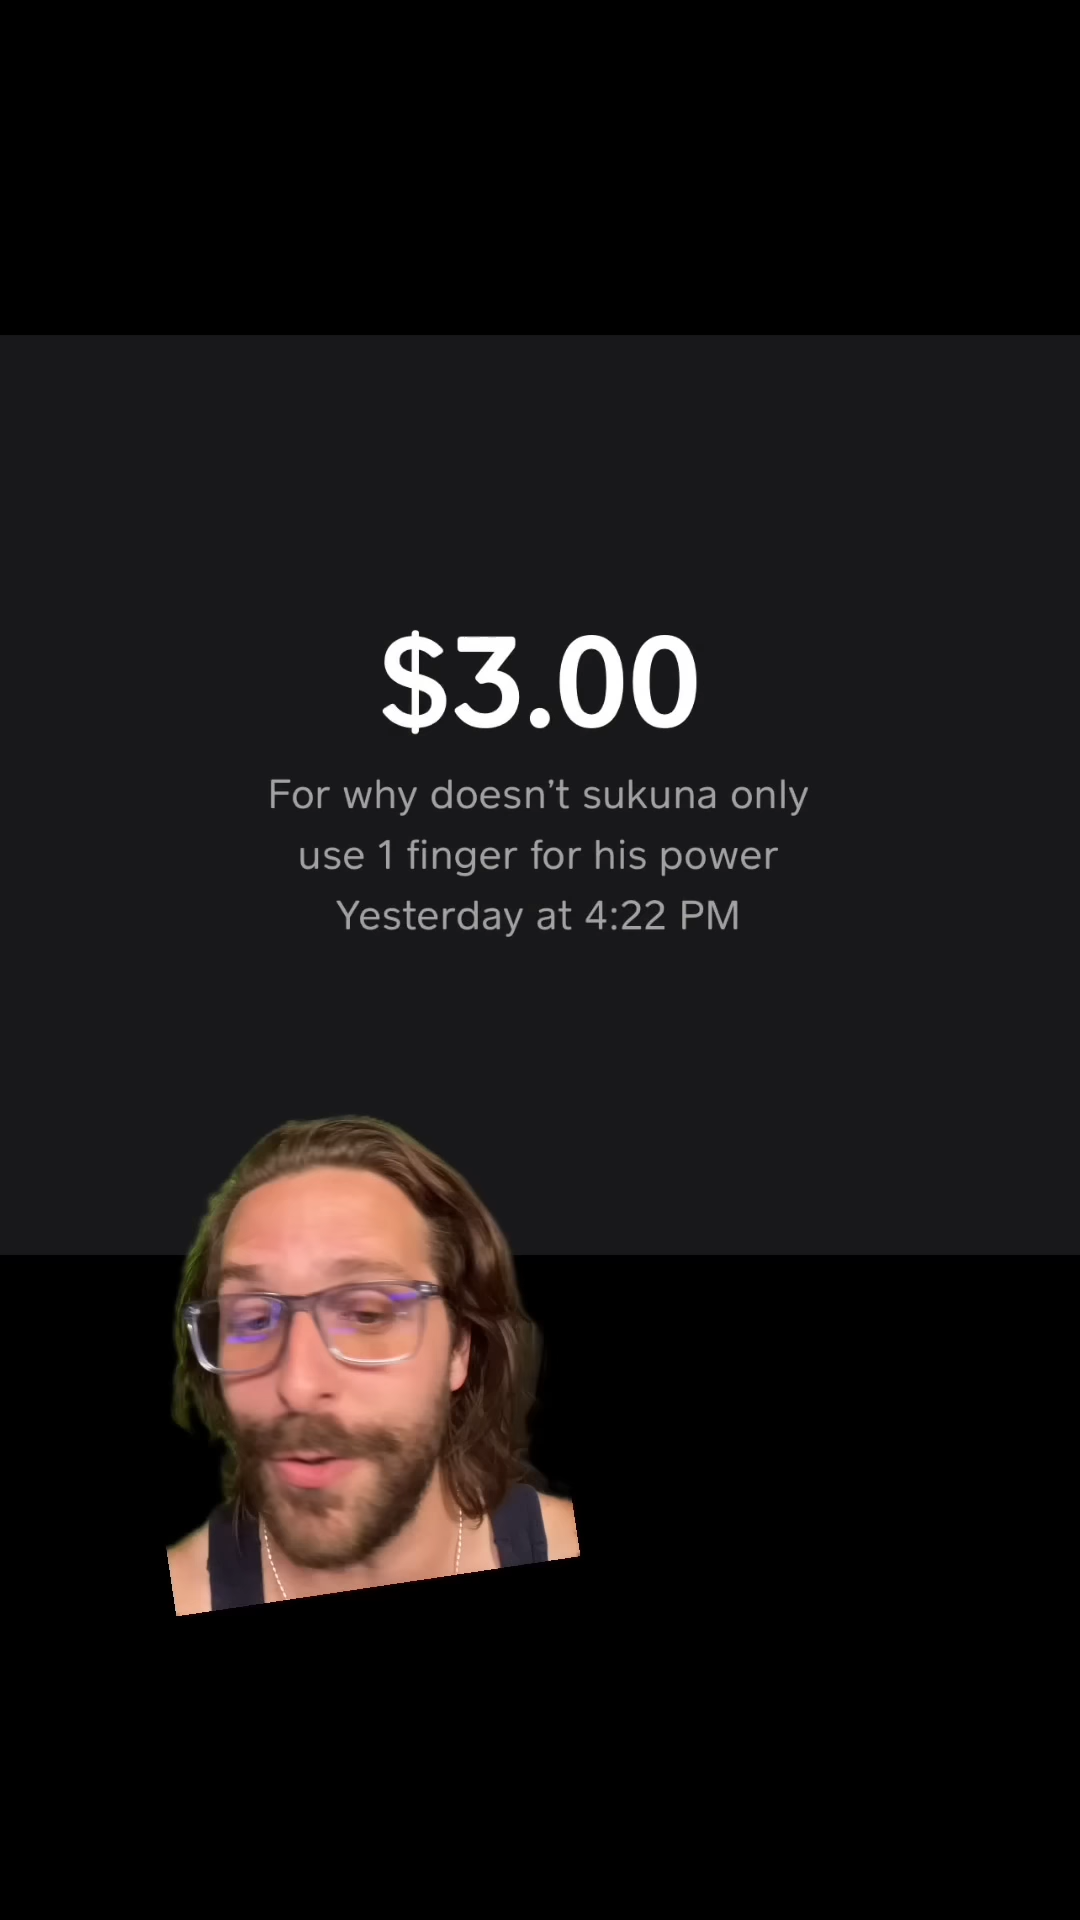 $3.00
For why doesn’t sukuna only
use 1 finger for his power
Yesterday at 4:22 PM